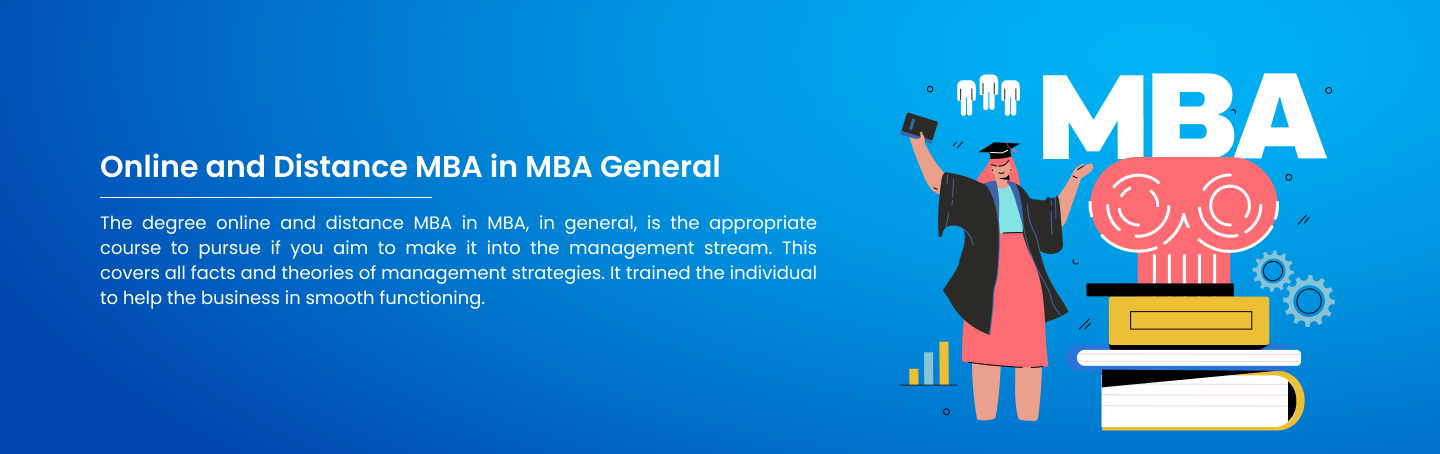 MBA
Online and Distance MBA in MBA General
The degree online and distance MBA in MBA, in general, is the appropriate
course to pursue if you aim to make it into the management stream. This
covers all facts and theories of management strategies. It trained the individual
to help the business in smooth functioning.